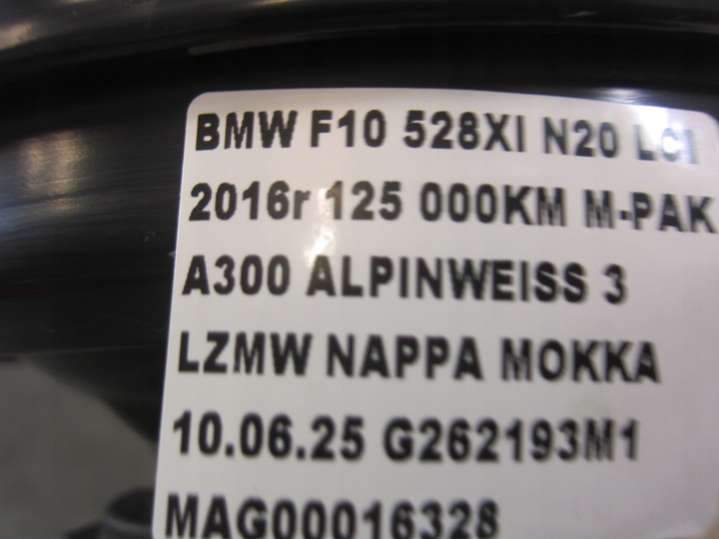 BMW F10 528XI N20 LCI
2016r 125 000KM M-PAK
A300 ALPINWEISS 3
LZMW NAPPA MOKKA
10.06.25 G262193M1
MAG00016328